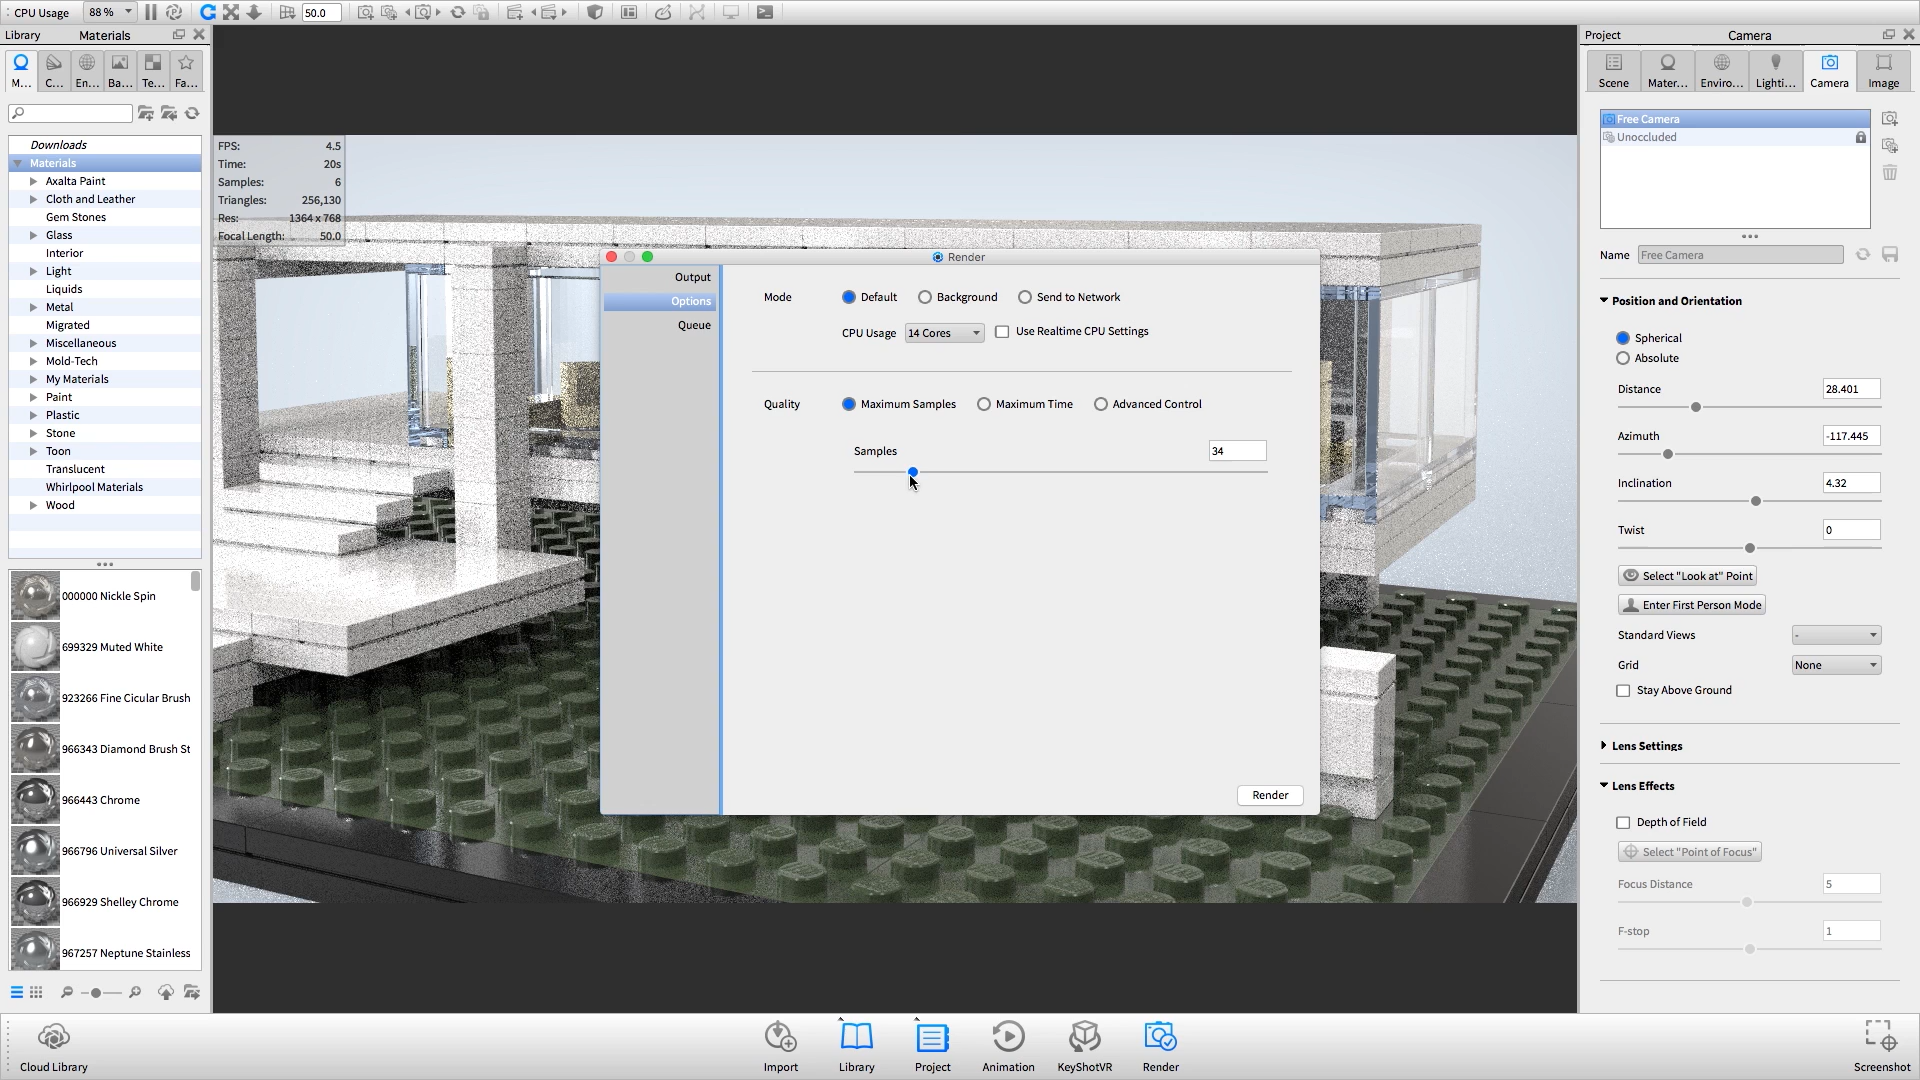 CPU Usage 88 % 50.0
Library Materials
M... C... En... Ba... Te... Fa...
Downloads
Materials
Axalta Paint
Cloth and Leather
Gem Stones
Glass
Interior
Light
Liquids
Metal
Migrated
Miscellaneous
Mold-Tech
My Materials
Paint
Plastic
Stone
Toon
Translucent
Whirlpool Materials
Wood
000000 Nickle Spin
699329 Muted White
923266 Fine Cicular Brush
966343 Diamond Brush St
966443 Chrome
966796 Universal Silver
966929 Shelley Chrome
967257 Neptune Stainless
FPS: 4.5
Time: 20s
Samples: 6
Triangles: 256,130
Res: 1364 x 768
Focal Length: 50.0
Render
Output
Options
Queue
Mode Default Background Send to Network
CPU Usage 14 Cores Use Realtime CPU Settings
Quality Maximum Samples Maximum Time Advanced Control
Samples 34
Render
Project Camera
Scene Mater... Enviro... Lighti... Camera Image
Free Camera
Unoccluded
Name Free Camera
Position and Orientation
Spherical
Absolute
Distance 28.401
Azimuth -117.445
Inclination 4.32
Twist 0
Select "Look at" Point
Enter First Person Mode
Standard Views -
Grid None
Stay Above Ground
Lens Settings
Lens Effects
Depth of Field
Select "Point of Focus"
Focus Distance 5
F-stop 1
Cloud Library Import Library Project Animation KeyShotVR Render Screenshot